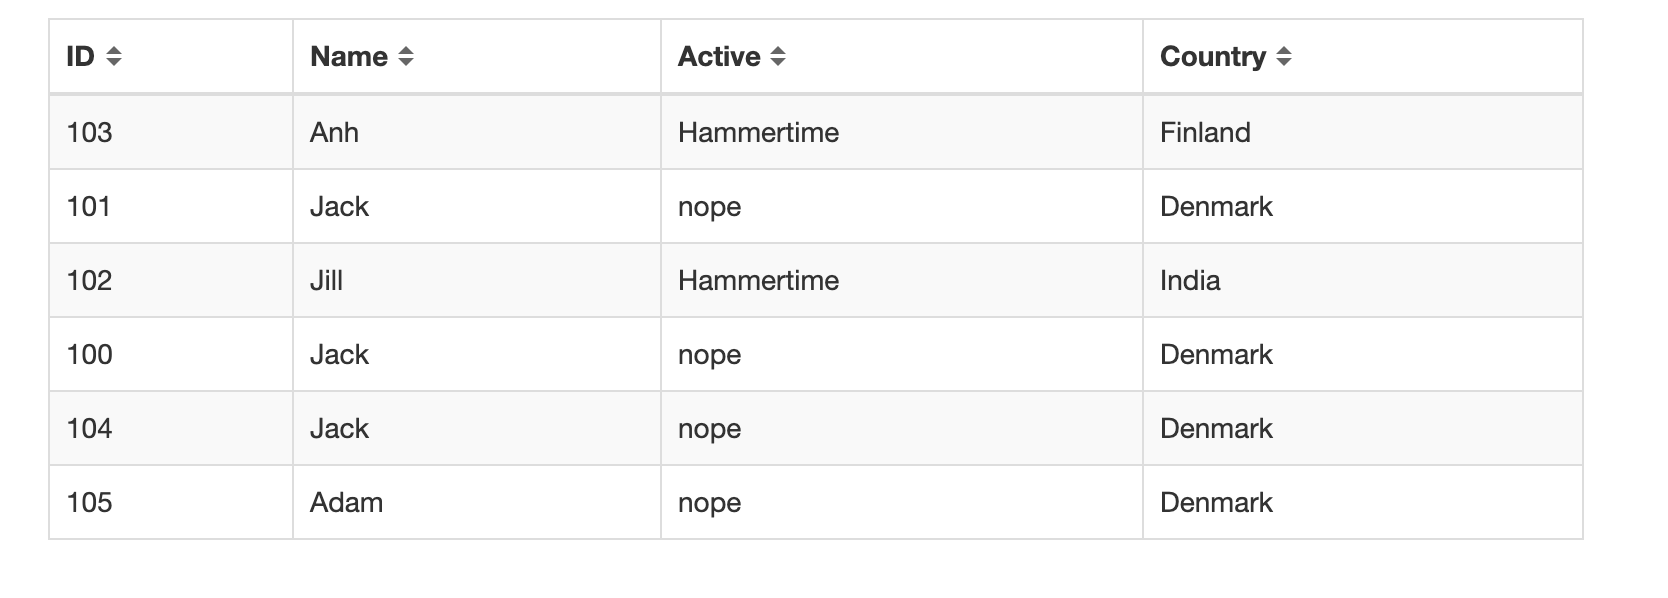 ID Name Active Country
103 Anh Hammertime Finland
101 Jack nope Denmark
102 Jill Hammertime India
100 Jack nope Denmark
104 Jack nope Denmark
105 Adam nope Denmark